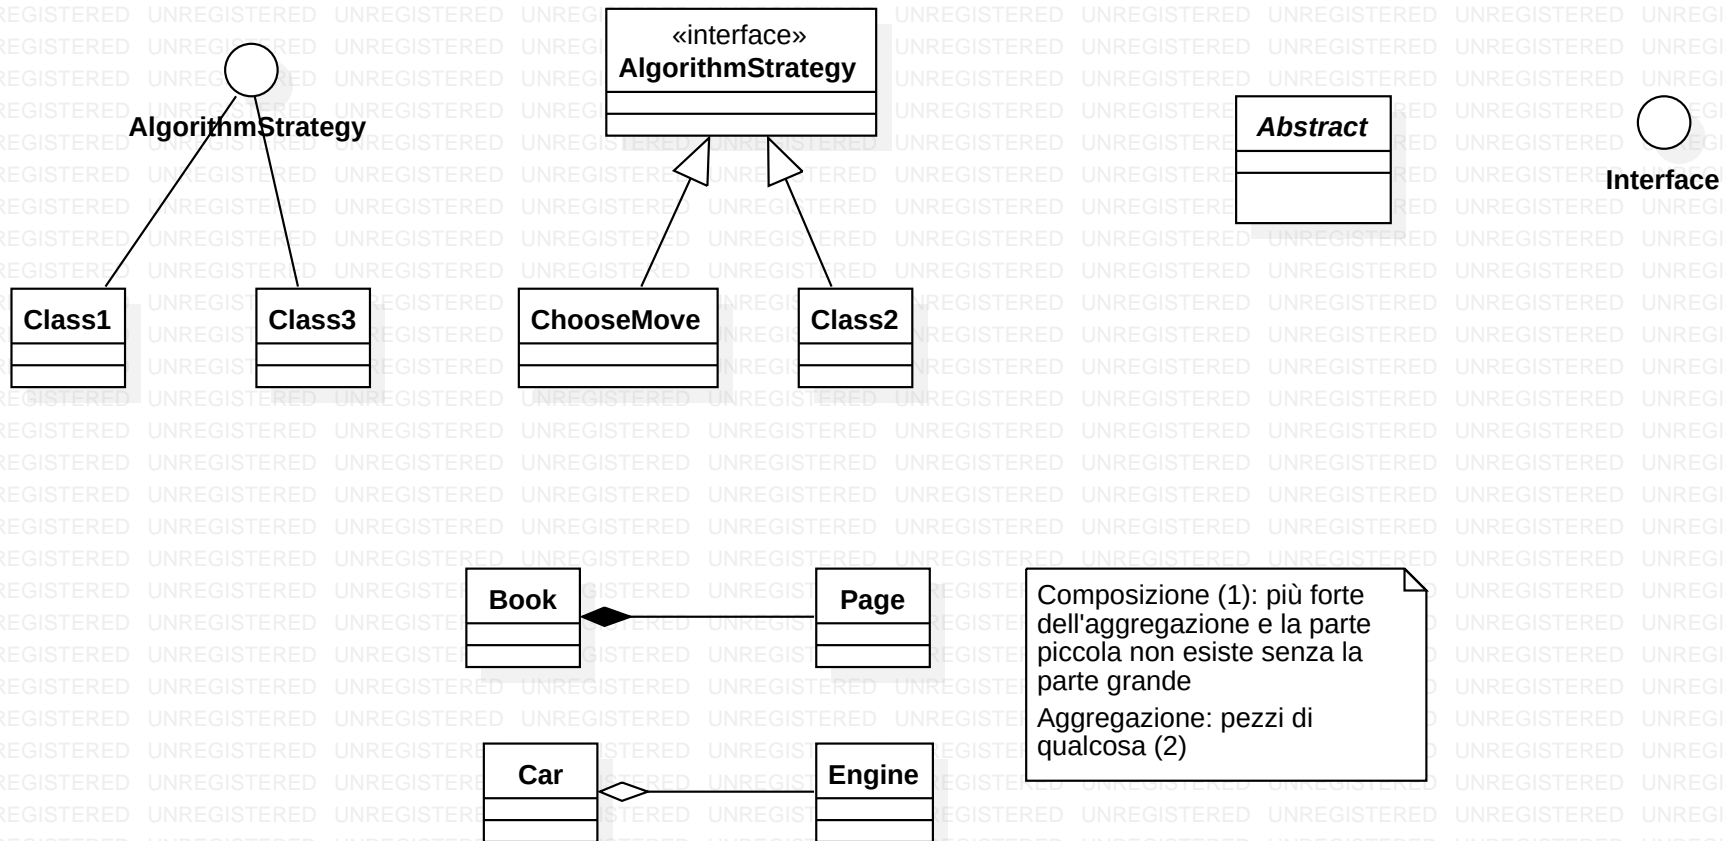 «interface»
AlgorithmStrategy
AlgorithmStrategy
Abstract
Interface
Class1
Class3
ChooseMove
Class2
Book
Page
Composizione (1): più forte
dell'aggregazione e la parte
piccola non esiste senza la
parte grande
Aggregazione: pezzi di
qualcosa (2)
Car
Engine
UNREGISTERED